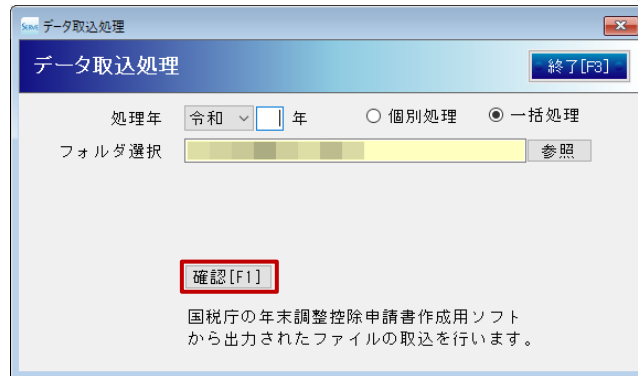 Serve データ取込処理
データ取込処理 終了[F3]
処理年 令和 年 個別処理 一括処理
フォルダ選択 参照
確認[F1]
国税庁の年末調整控除申請書作成用ソフト
から出力されたファイルの取込を行います。